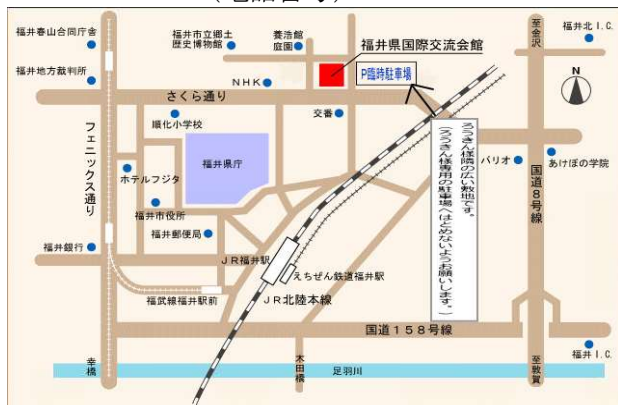 福井春山合同庁舎
福井市立郷土
歴史博物館
養浩館
庭園
福井県国際交流会館
至金沢
福井北I.C.
福井地方裁判所
NHK
P臨時駐車場
N
さくら通り
順化小学校
交番
フェニックス通り
福井県庁
ろうきん様隣の広い敷地です。
(ろうきん様専用の駐車場へはとめないようお願いします。)
パリオ
あけぼの学院
国道8号線
ホテルフジタ
福井市役所
福井郵便局
福井銀行
JR福井駅
えちぜん鉄道福井駅
福武線福井駅前
JR北陸本線
国道158号線
幸橋
木田橋
足羽川
至敦賀
福井I.C.